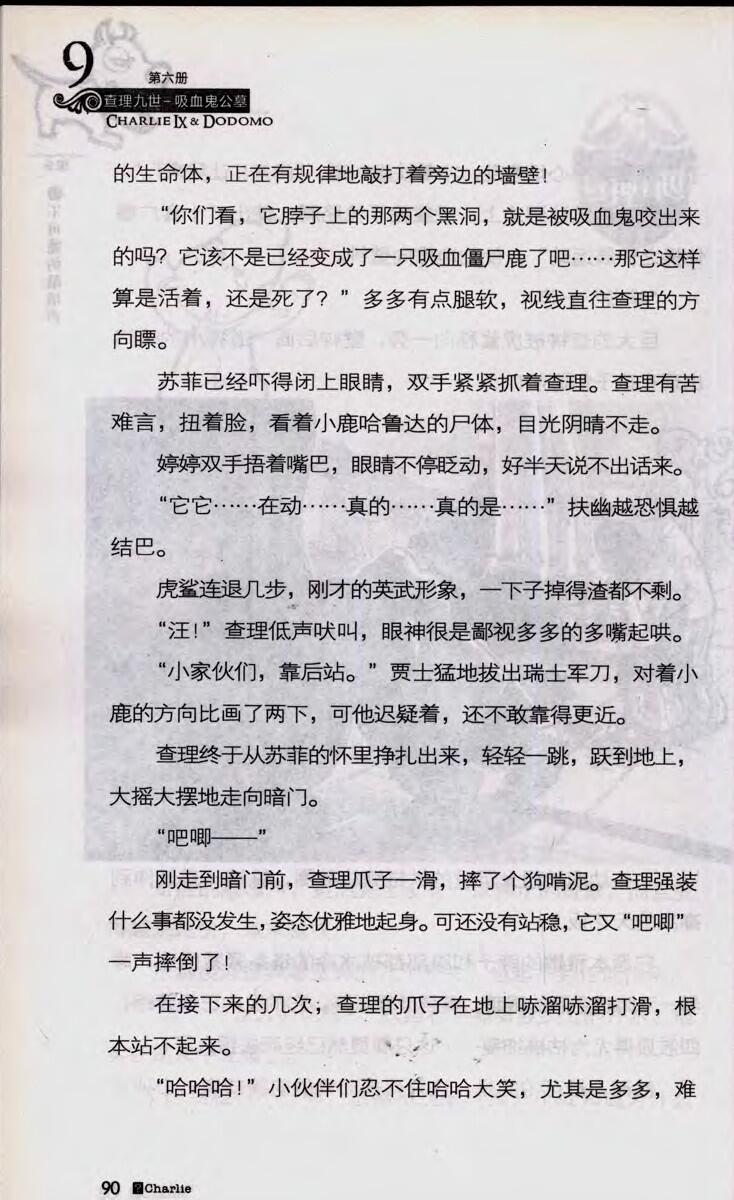 9
第六册
查理九世-吸血鬼公墓
CHARLIE IX & DODOMO
的生命体，正在有规律地敲打着旁边的墙壁！
“你们看，它脖子上的那两个黑洞，就是被吸血鬼咬出来
的吗？它该不是已经变成了一只吸血僵尸鹿了吧……那它这样
算是活着，还是死了？”多多有点腿软，视线直往查理的方
向瞟。
苏菲已经吓得闭上眼睛，双手紧紧抓着查理。查理有苦
难言，扭着脸，看着小鹿哈鲁达的尸体，目光阴晴不走。
婷婷双手捂着嘴巴，眼睛不停眨动，好半天说不出话来。
“它它……在动……真的……真的是……”扶幽越恐惧越
结巴。
虎鲨连退几步，刚才的英武形象，一下子掉得渣都不剩。
“汪！”查理低声吠叫，眼神很是鄙视多多的多嘴起哄。
“小家伙们，靠后站。”贾士猛地拔出瑞士军刀，对着小
鹿的方向比画了两下，可他迟疑着，还不敢靠得更近。
查理终于从苏菲的怀里挣扎出来，轻轻一跳，跃到地上，
大摇大摆地走向暗门。
“吧唧——”
刚走到暗门前，查理爪子一滑，摔了个狗啃泥。查理强装
什么事都没发生，姿态优雅地起身。可还没有站稳，它又“吧唧”
一声摔倒了！
在接下来的几次，查理的爪子在地上哧溜哧溜打滑，根
本站不起来。
“哈哈哈！”小伙伴们忍不住哈哈大笑，尤其是多多，难
90 Charlie